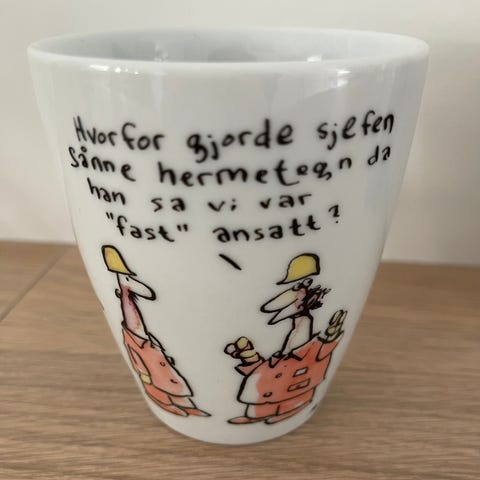 Hvorfor gjorde sjefen
Sånne hermetegn da
han sa vi var
"fast" ansatt?